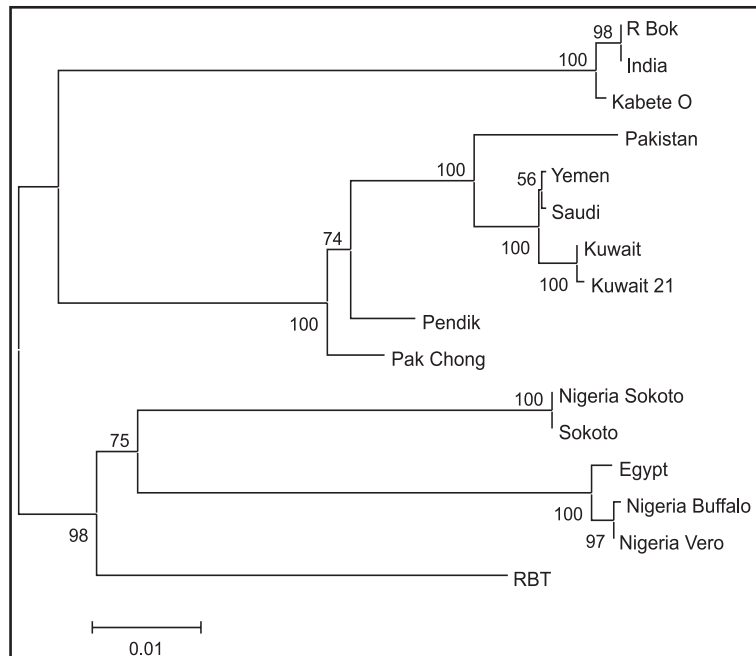 98
R Bok
100
India
Kabete O
Pakistan
100
56
Yemen
Saudi
74
Kuwait
100
100
Kuwait 21
100
Pendik
Pak Chong
100
Nigeria Sokoto
75
Sokoto
Egypt
100
Nigeria Buffalo
98
97
Nigeria Vero
RBT
0.01